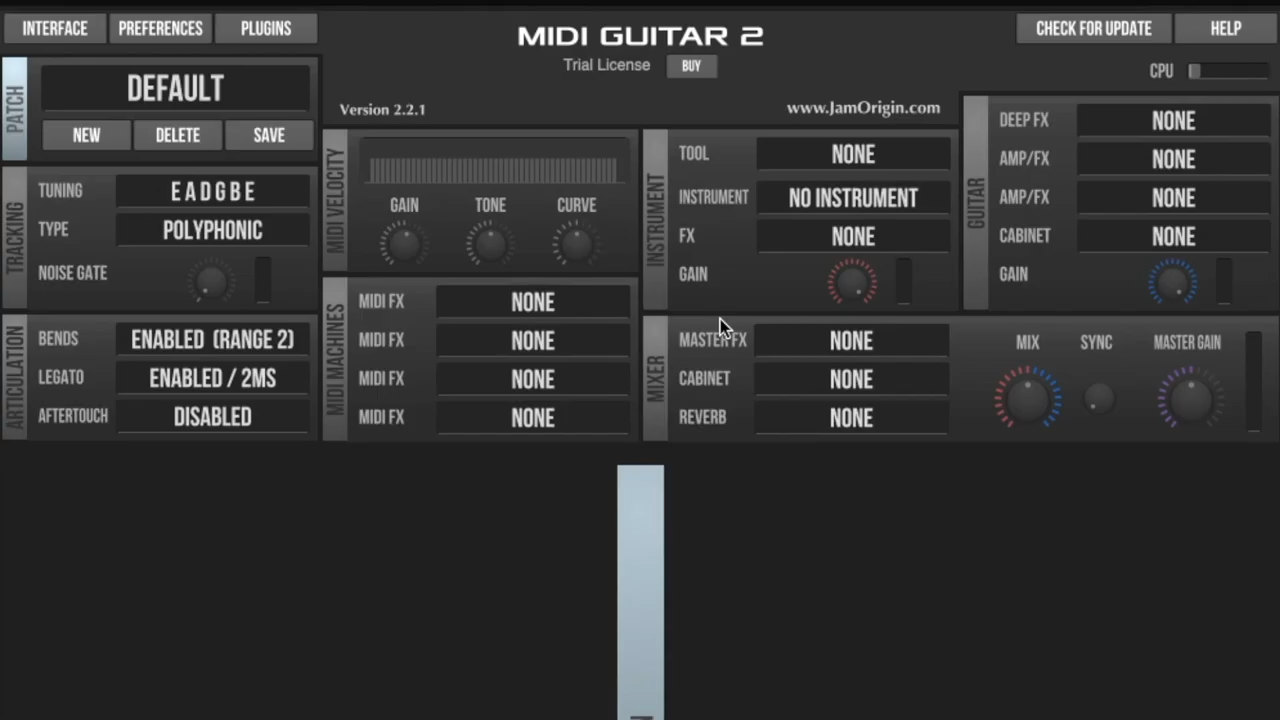 INTERFACE PREFERENCES PLUGINS
MIDI GUITAR 2
Trial License BUY
CHECK FOR UPDATE HELP
CPU
Version 2.2.1
www.JamOrigin.com
PATCH
DEFAULT
NEW DELETE SAVE
TRACKING
TUNING E A D G B E
TYPE POLYPHONIC
NOISE GATE
ARTICULATION
BENDS ENABLED (RANGE 2)
LEGATO ENABLED / 2MS
AFTERTOUCH DISABLED
MIDI VELOCITY
GAIN TONE CURVE
MIDI MACHINES
MIDI FX NONE
MIDI FX NONE
MIDI FX NONE
MIDI FX NONE
INSTRUMENT
TOOL NONE
INSTRUMENT NO INSTRUMENT
FX NONE
GAIN
GUITAR
DEEP FX NONE
AMP/FX NONE
AMP/FX NONE
CABINET NONE
GAIN
MIXER
MASTER FX NONE
CABINET NONE
REVERB NONE
MIX SYNC MASTER GAIN